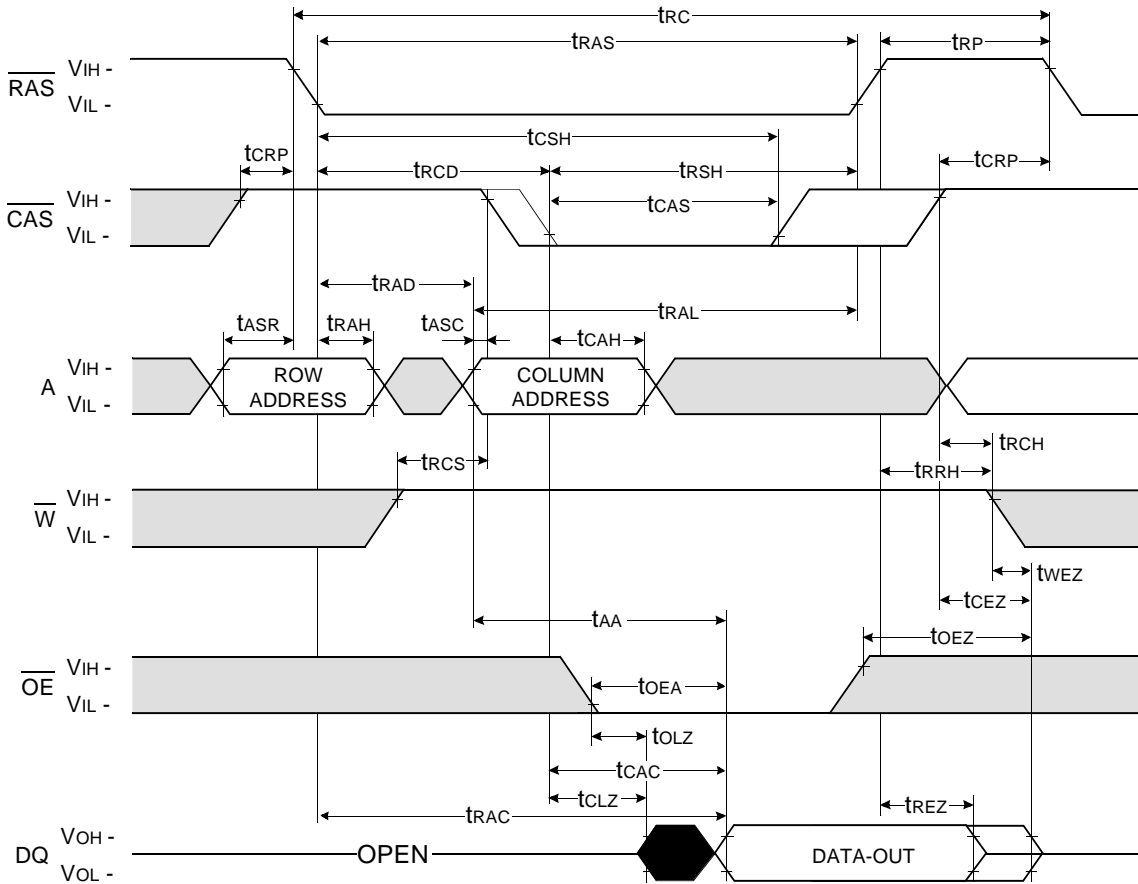 tRC
tRAS
tRP
RAS
VIH -
VIL -
tCSH
tCRP
tRCD
tRSH
tCRP
CAS
VIH -
VIL -
tCAS
tRAD
tRAL
tASR
tRAH
tASC
tCAH
A
VIH -
VIL -
ROW
ADDRESS
COLUMN
ADDRESS
tRCS
tRCH
tRRH
W
VIH -
VIL -
tWEZ
tCEZ
tAA
tOEZ
OE
VIH -
VIL -
tOEA
tOLZ
tCAC
tCLZ
tRAC
tREZ
DQ
VOH -
VOL -
OPEN
DATA-OUT